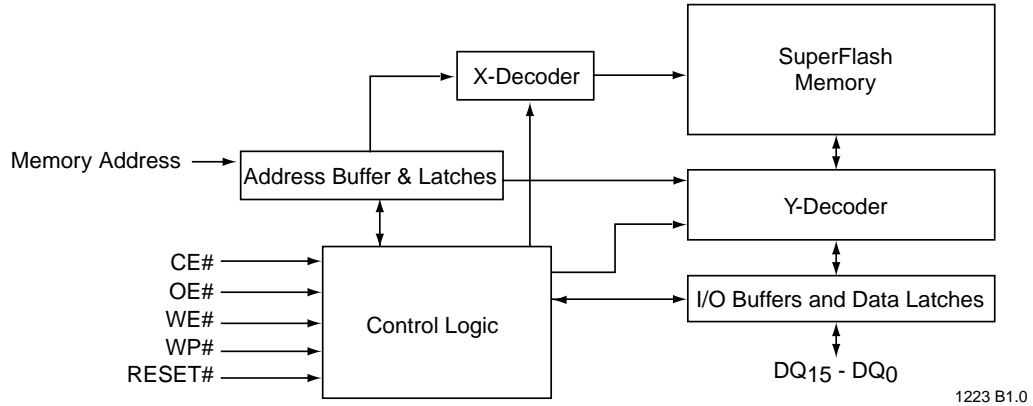 SuperFlash
Memory
X-Decoder
Memory Address
Address Buffer & Latches
Y-Decoder
CE#
OE#
WE#
WP#
RESET#
Control Logic
I/O Buffers and Data Latches
DQ15 - DQ0
1223 B1.0